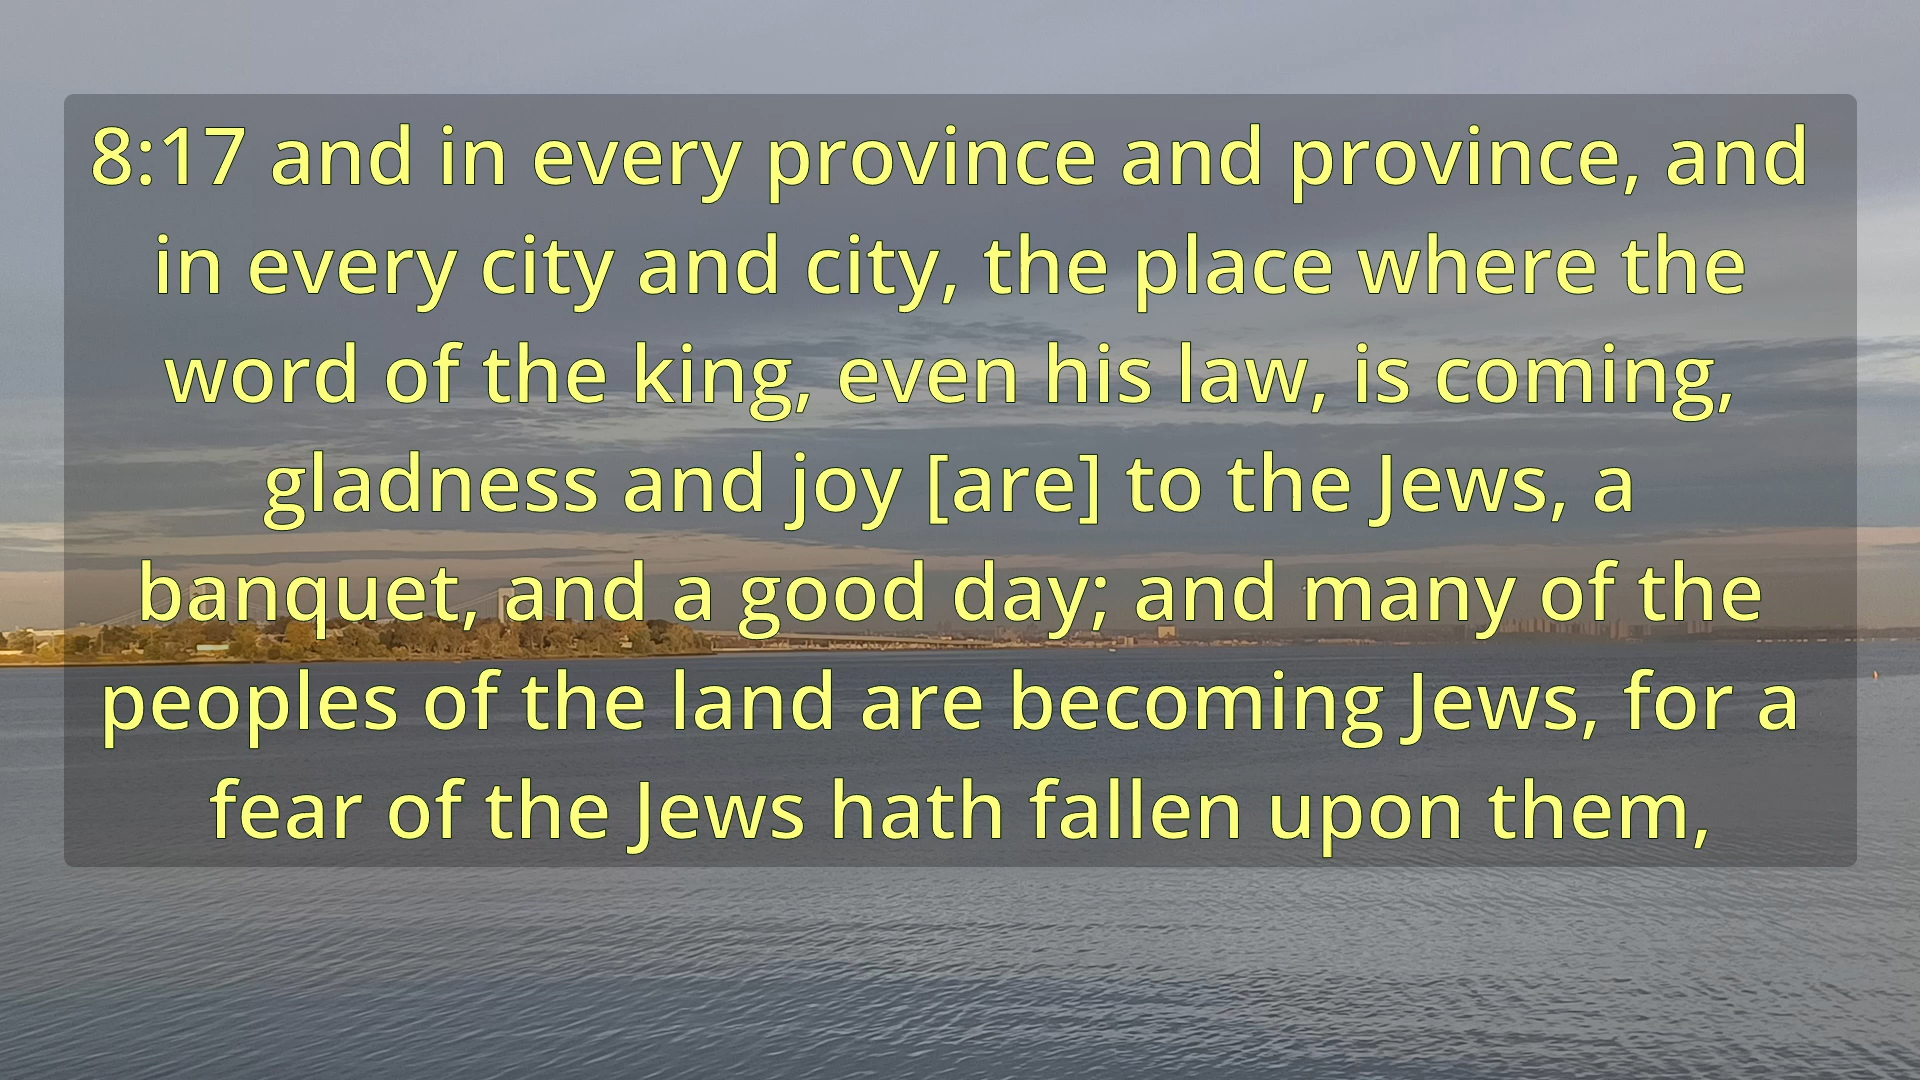 8:17 and in every province and province, and
in every city and city, the place where the
word of the king, even his law, is coming,
gladness and joy [are] to the Jews, a
banquet, and a good day; and many of the
peoples of the land are becoming Jews, for a
fear of the Jews hath fallen upon them,